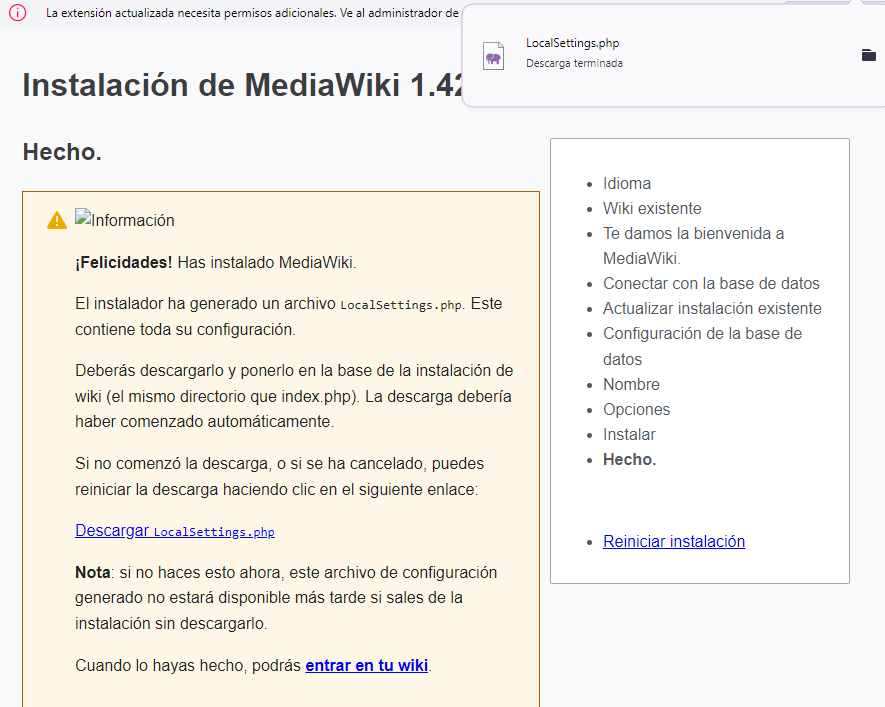 La extensión actualizada necesita permisos adicionales. Ve al administrador de
LocalSettings.php
Descarga terminada
Instalación de MediaWiki 1.42
Hecho.
Información
¡Felicidades! Has instalado MediaWiki.
El instalador ha generado un archivo LocalSettings.php. Este
contiene toda su configuración.
Deberás descargarlo y ponerlo en la base de la instalación de
wiki (el mismo directorio que index.php). La descarga debería
haber comenzado automáticamente.
Si no comenzó la descarga, o si se ha cancelado, puedes
reiniciar la descarga haciendo clic en el siguiente enlace:
Descargar LocalSettings.php
Nota: si no haces esto ahora, este archivo de configuración
generado no estará disponible más tarde si sales de la
instalación sin descargarlo.
Cuando lo hayas hecho, podrás entrar en tu wiki.
Idioma
Wiki existente
Te damos la bienvenida a
MediaWiki.
Conectar con la base de datos
Actualizar instalación existente
Configuración de la base de
datos
Nombre
Opciones
Instalar
Hecho.
Reiniciar instalación